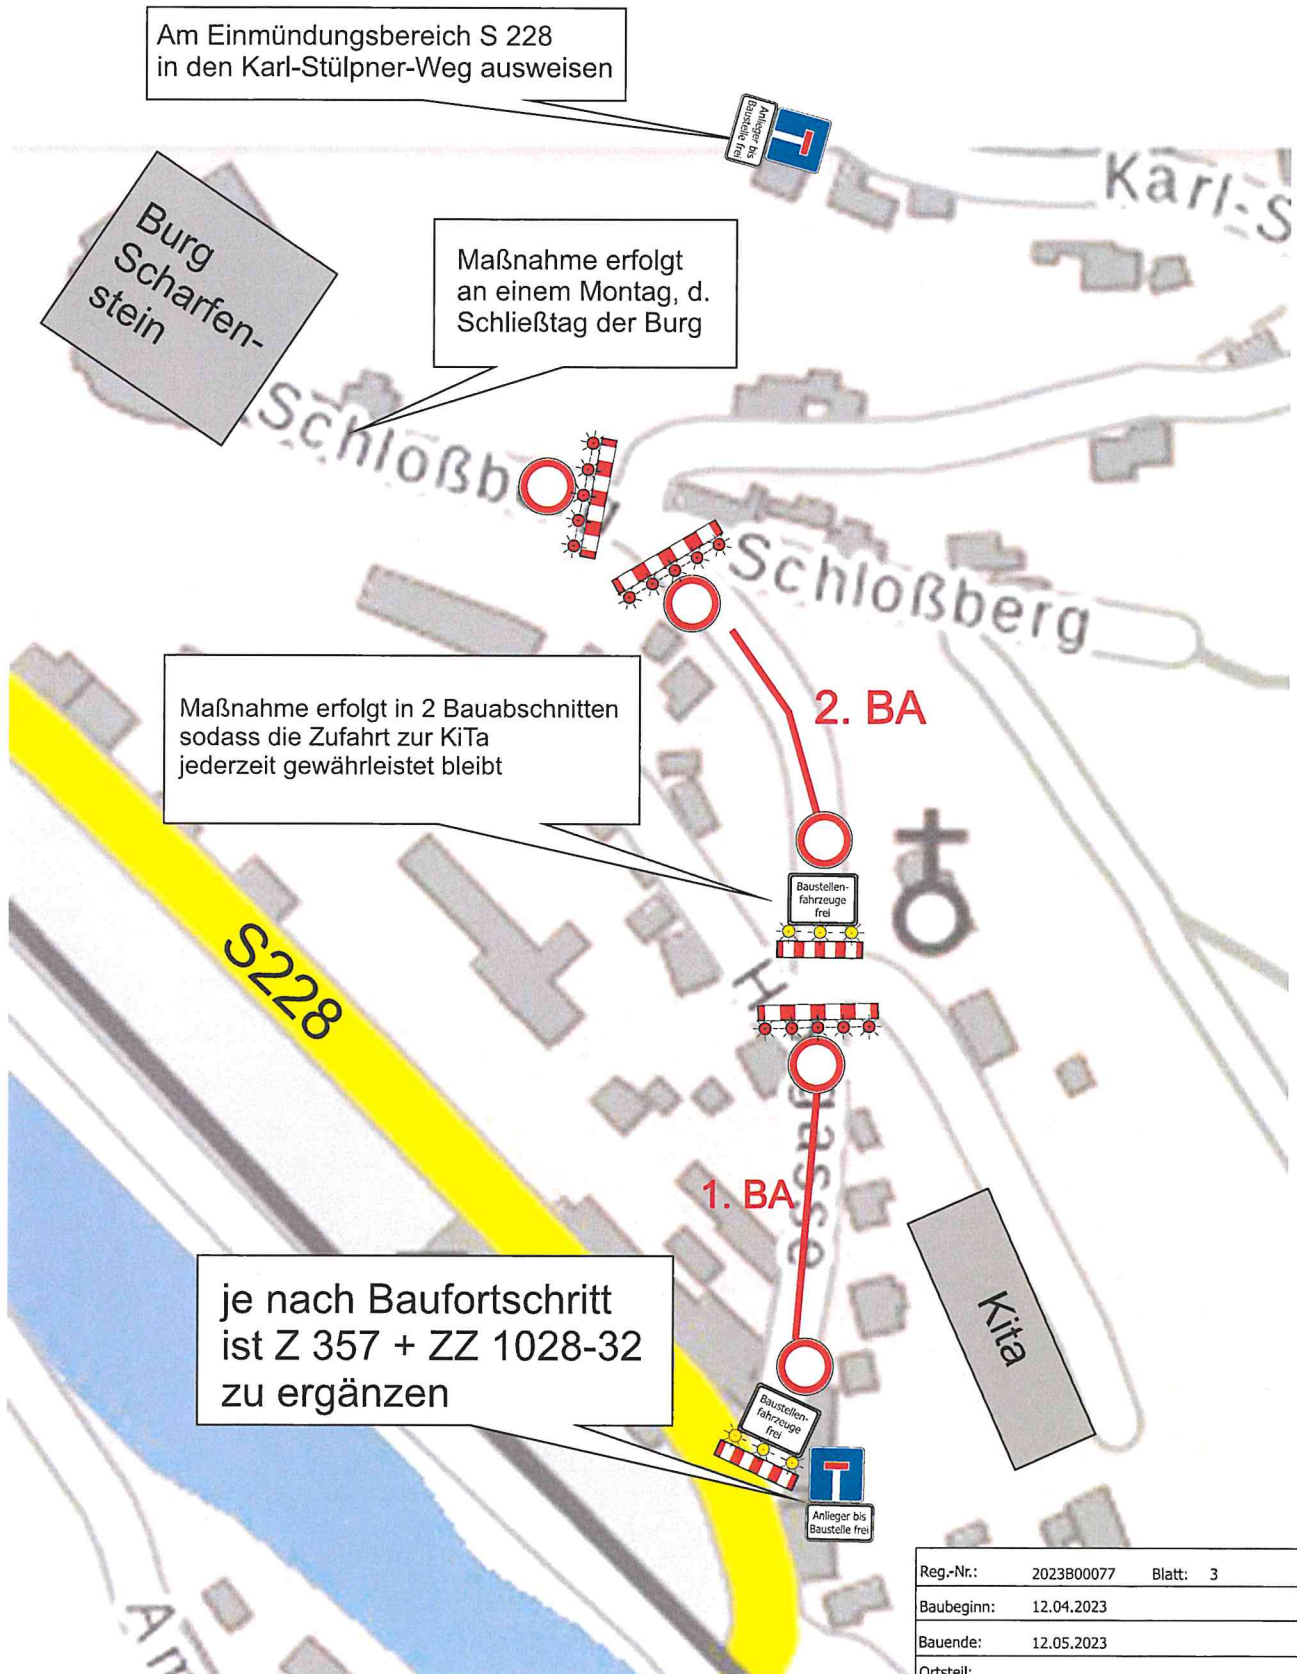 Am Einmündungsbereich S 228
in den Karl-Stülpner-Weg ausweisen
Anlieger bis
Baustelle frei
Karl-S
Burg
Scharfen-
stein
Maßnahme erfolgt
an einem Montag, d.
Schließtag der Burg
Schloßb
Schloßberg
2. BA
Maßnahme erfolgt in 2 Bauabschnitten
sodass die Zufahrt zur KiTa
jederzeit gewährleistet bleibt
Baustellen-
fahrzeuge
frei
S228
H
gasse
1. BA
Kita
je nach Baufortschritt
ist Z 357 + ZZ 1028-32
zu ergänzen
Baustellen-
fahrzeuge
frei
Anlieger bis
Baustelle frei
Am
Reg.-Nr.: 2023B00077 Blatt: 3
Baubeginn: 12.04.2023
Bauende: 12.05.2023
Ortsteil: